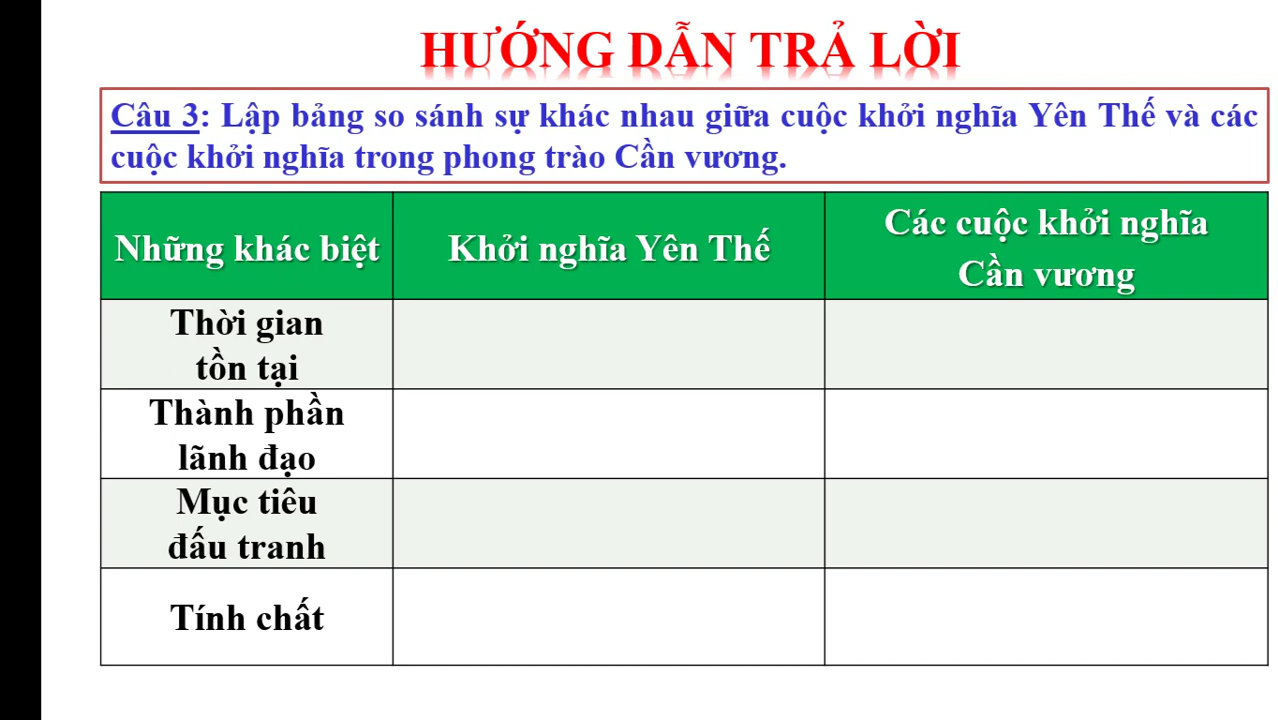 HƯỚNG DẪN TRẢ LỜI
Câu 3: Lập bảng so sánh sự khác nhau giữa cuộc khởi nghĩa Yên Thế và các
cuộc khởi nghĩa trong phong trào Cần vương.
Những khác biệt
Khởi nghĩa Yên Thế
Các cuộc khởi nghĩa
Cần vương
Thời gian
tồn tại
Thành phần
lãnh đạo
Mục tiêu
đấu tranh
Tính chất